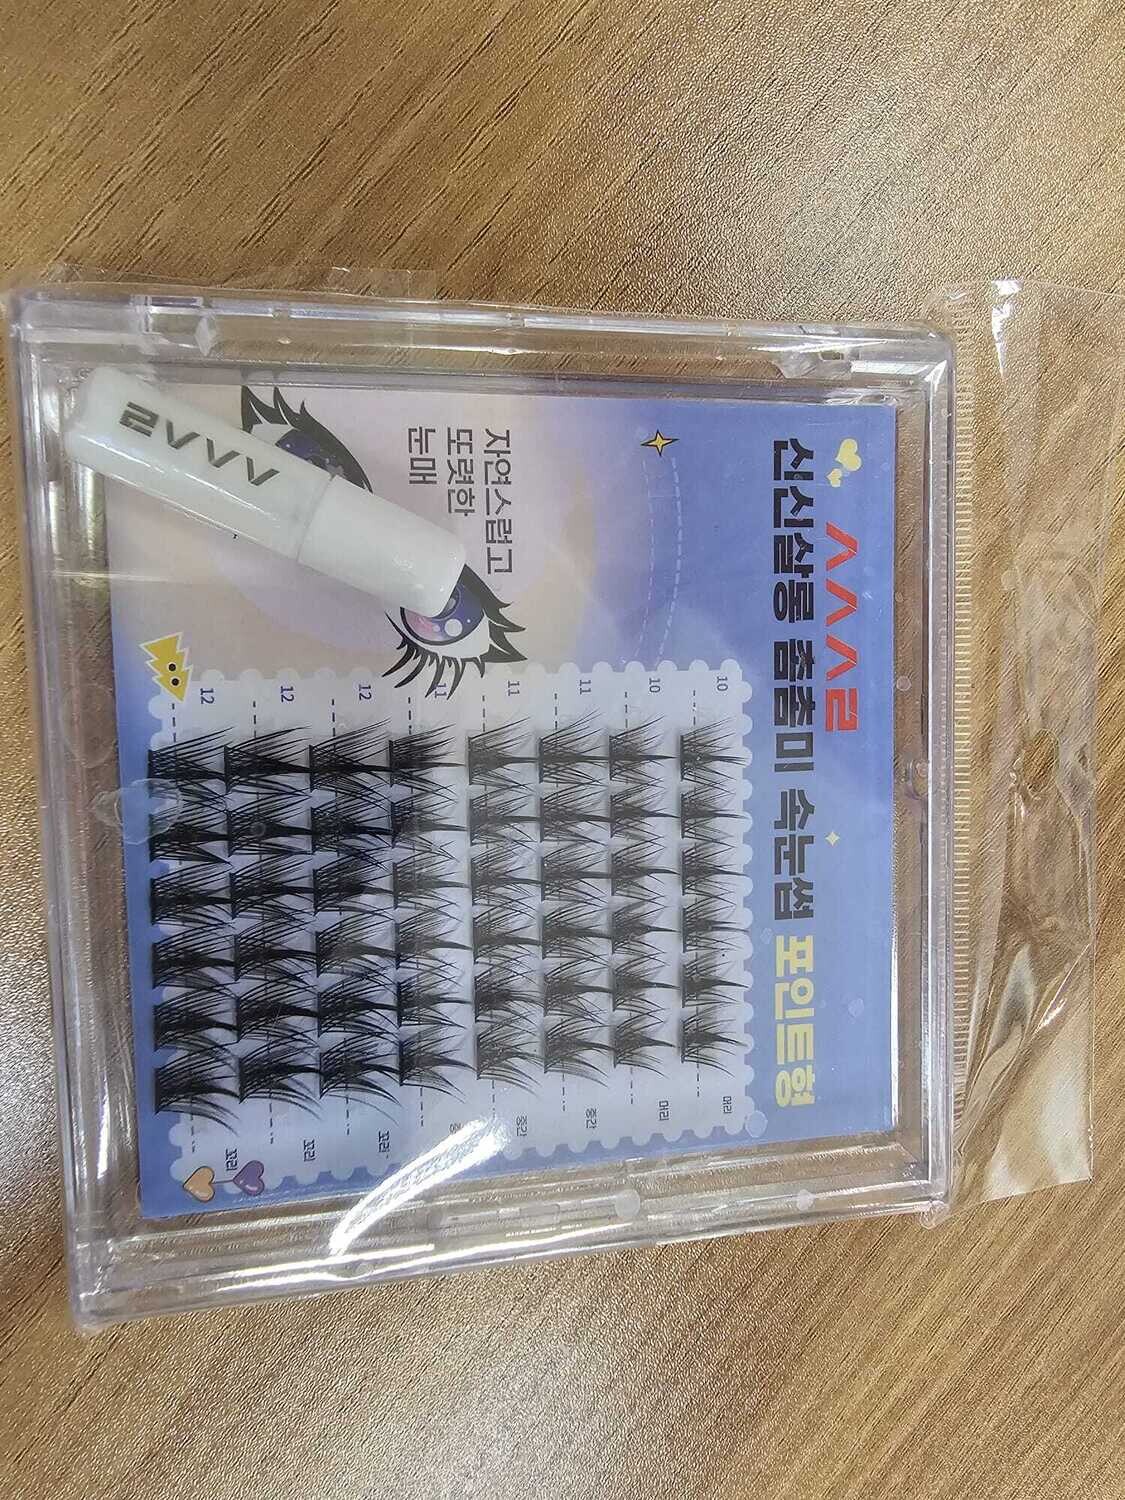 ㅅㅅㅅㄹ
신신살롱 촘촘미 속눈썹 포인트형
자연스럽고
또렷한
눈매
ㅅㅅㅅㄹ
10 머리
10 머리
11 중간
11 중간
11
12 꼬리
12 꼬리
12 꼬리